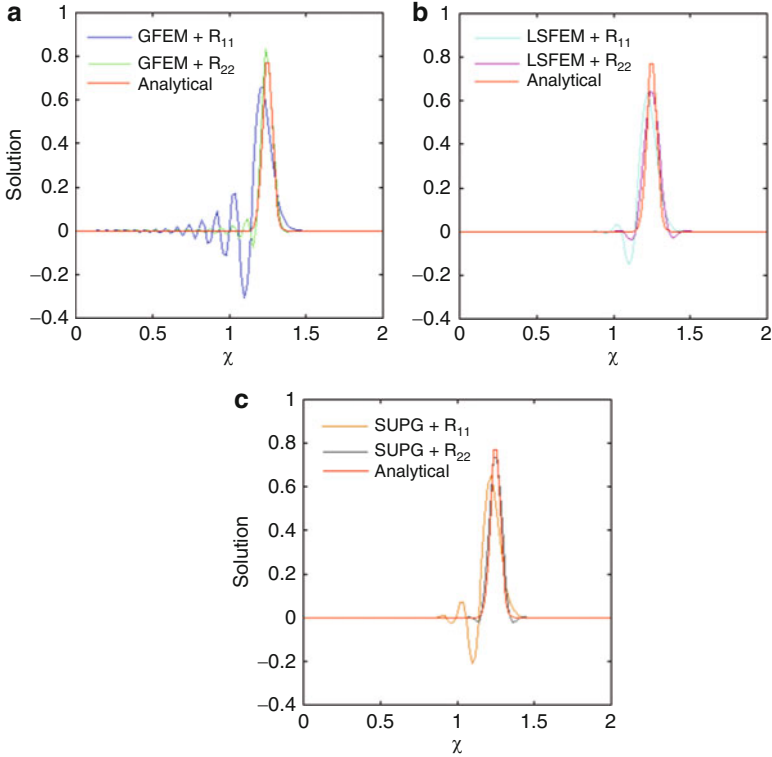 a
1
0.8
0.6
0.4
0.2
0
−0.2
−0.4
Solution
GFEM + R11
GFEM + R22
Analytical
0 0.5 1 1.5 2
χ
b
1
0.8
0.6
0.4
0.2
0
−0.2
−0.4
LSFEM + R11
LSFEM + R22
Analytical
0 0.5 1 1.5 2
χ
c
1
0.8
0.6
0.4
0.2
0
−0.2
−0.4
Solution
SUPG + R11
SUPG + R22
Analytical
0 0.5 1 1.5 2
χ